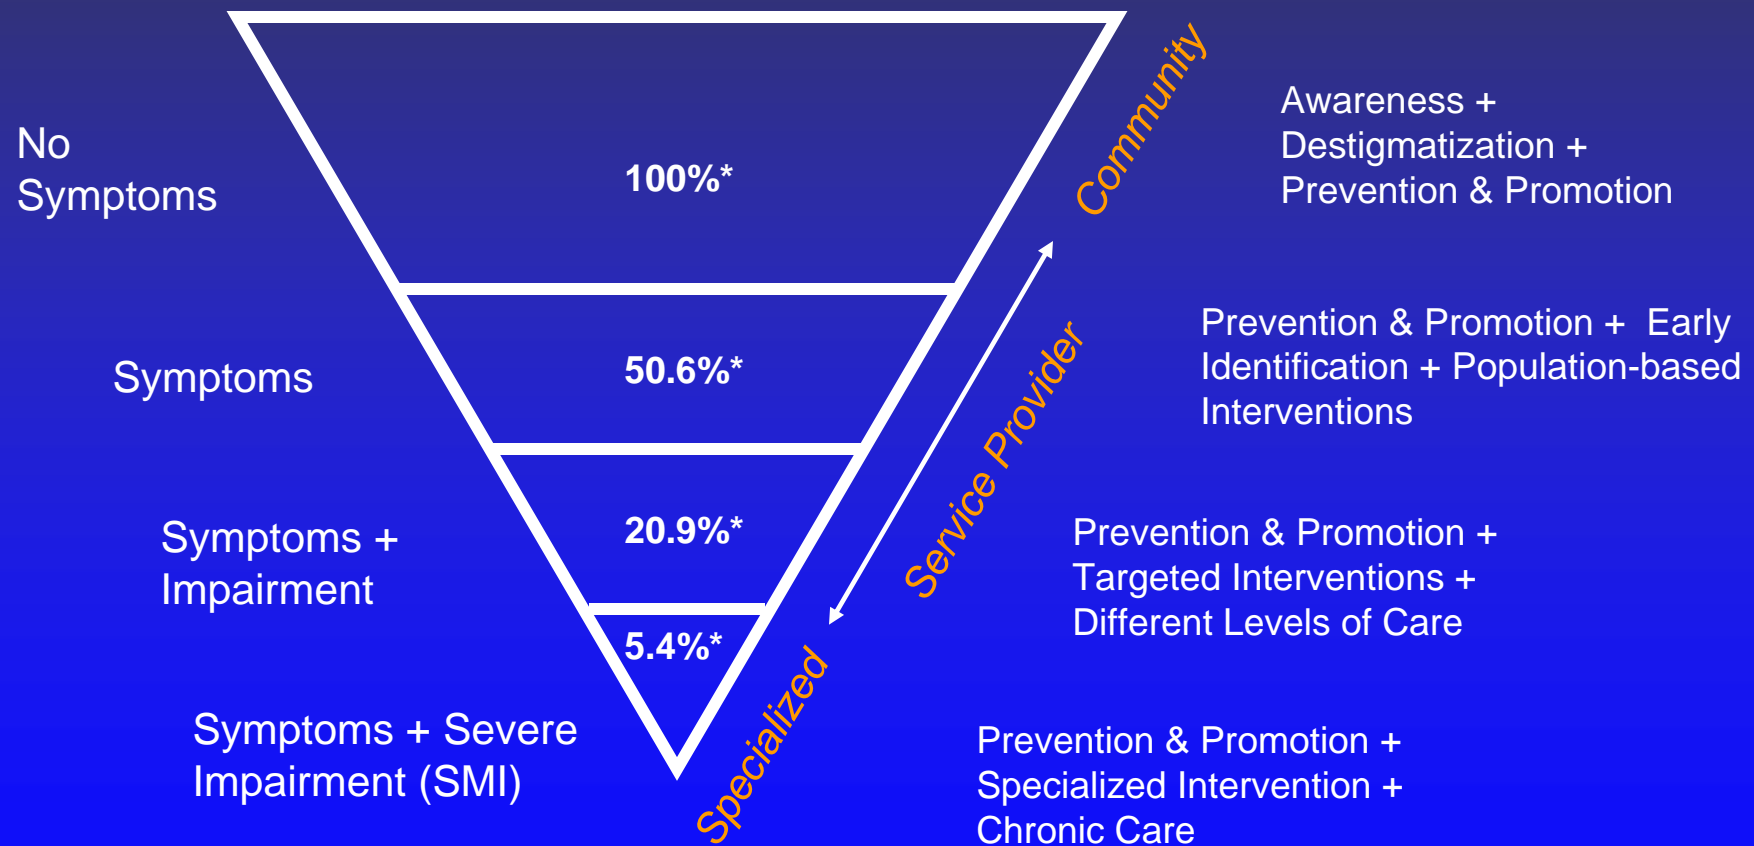 No
Symptoms
100%*
Community
Awareness +
Destigmatization +
Prevention & Promotion
Symptoms
50.6%*
Service Provider
Prevention & Promotion + Early
Identification + Population-based
Interventions
Symptoms +
Impairment
20.9%*
Prevention & Promotion +
Targeted Interventions +
Different Levels of Care
5.4%*
Symptoms + Severe
Impairment (SMI)
Specialized
Prevention & Promotion +
Specialized Intervention +
Chronic Care